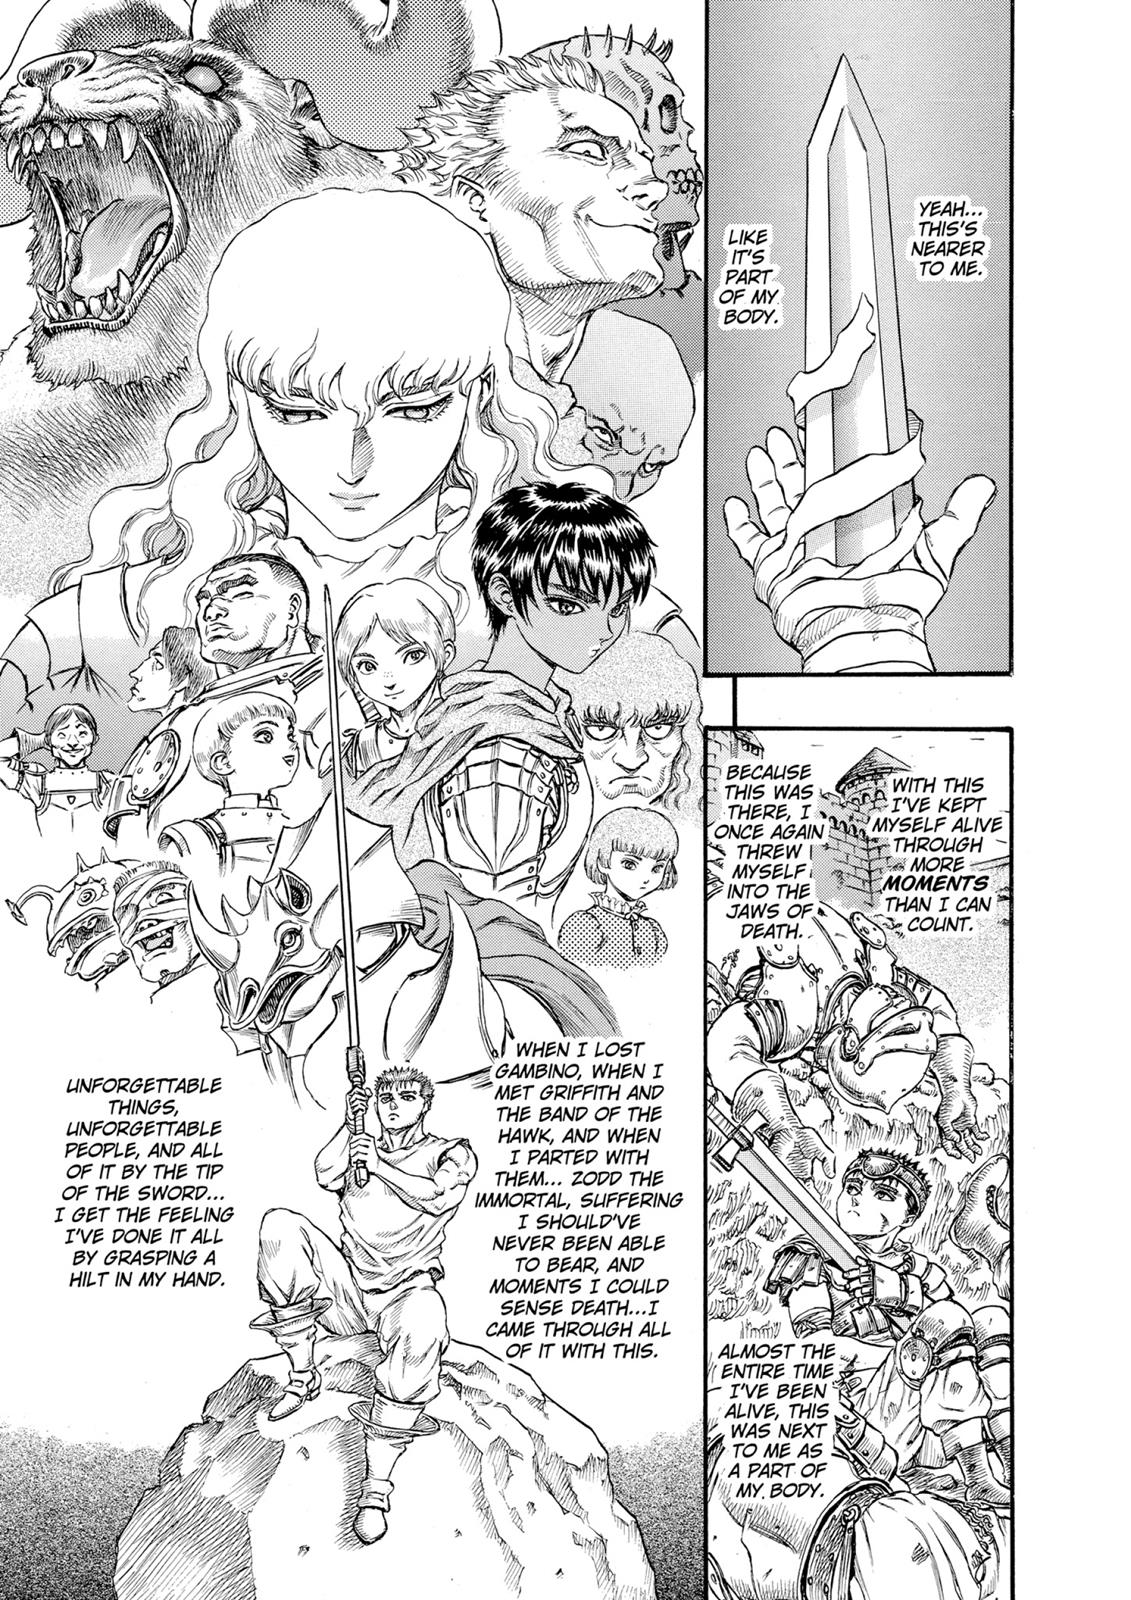 YEAH...
THIS'S
NEARER
TO ME.
LIKE
IT'S
PART
OF MY
BODY.
WITH THIS
I'VE KEPT
MYSELF ALIVE
THROUGH
MORE
MOMENTS
THAN I CAN
COUNT.
BECAUSE
THIS WAS
THERE, I
ONCE AGAIN
THREW
MYSELF
INTO THE
JAWS OF
DEATH.
ALMOST THE
ENTIRE TIME
I'VE BEEN
ALIVE, THIS
WAS NEXT
TO ME AS
A PART OF
MY BODY.
WHEN I LOST
GAMBINO, WHEN I
MET GRIFFITH AND
THE BAND OF THE
HAWK, AND WHEN
I PARTED WITH
THEM... ZODD THE
IMMORTAL, SUFFERING
I SHOULD'VE
NEVER BEEN ABLE
TO BEAR, AND
MOMENTS I COULD
SENSE DEATH...I
CAME THROUGH ALL
OF IT WITH THIS.
UNFORGETTABLE
THINGS,
UNFORGETTABLE
PEOPLE, AND ALL
OF IT BY THE TIP
OF THE SWORD...
I GET THE FEELING
I'VE DONE IT ALL
BY GRASPING A
HILT IN MY HAND.